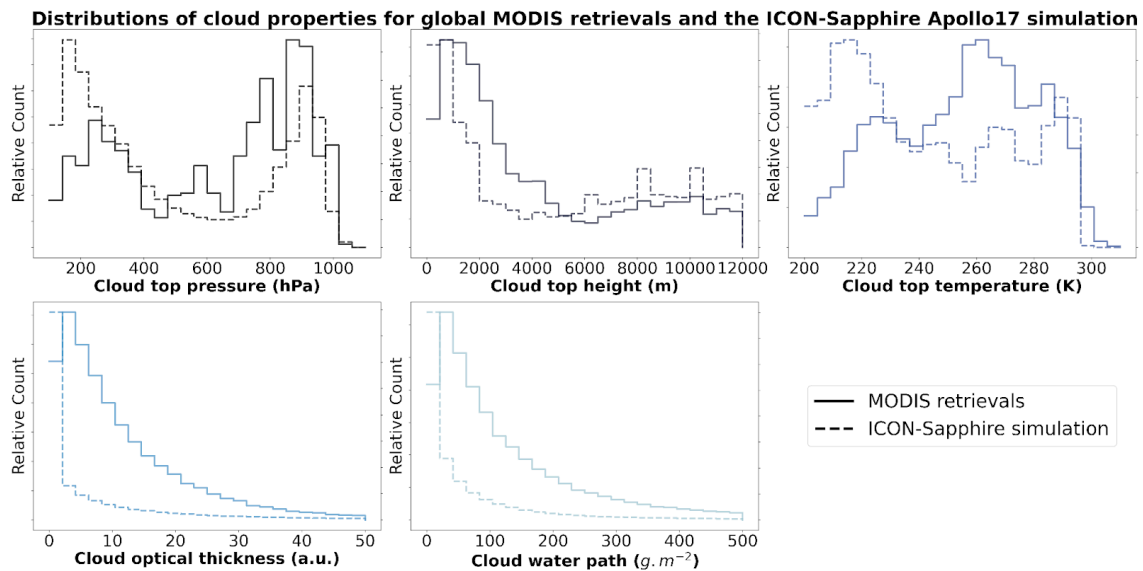 Distributions of cloud properties for global MODIS retrievals and the ICON-Sapphire Apollo17 simulation
Relative Count
200 400 600 800 1000
Cloud top pressure (hPa)
Relative Count
0 2000 4000 6000 8000 10000 12000
Cloud top height (m)
Relative Count
200 220 240 260 280 300
Cloud top temperature (K)
Relative Count
0 10 20 30 40 50
Cloud optical thickness (a.u.)
Relative Count
0 100 200 300 400 500
Cloud water path (g.m⁻²)
MODIS retrievals
ICON-Sapphire simulation